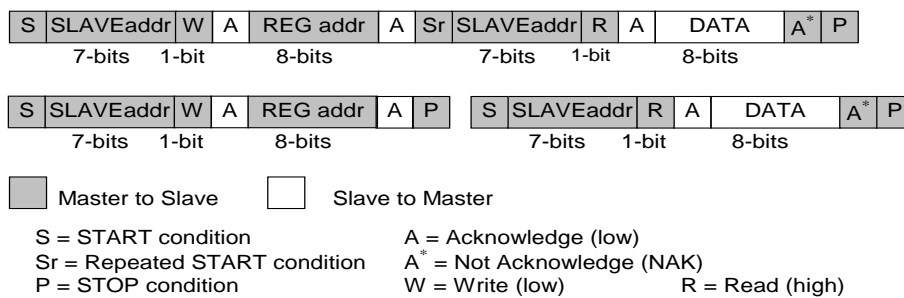 S SLAVEaddr W A REG addr A Sr SLAVEaddr R A DATA A* P
7-bits 1-bit 8-bits 7-bits 1-bit 8-bits
S SLAVEaddr W A REG addr A P S SLAVEaddr R A DATA A* P
7-bits 1-bit 8-bits 7-bits 1-bit 8-bits
Master to Slave Slave to Master
S = START condition A = Acknowledge (low)
Sr = Repeated START condition A* = Not Acknowledge (NAK)
P = STOP condition W = Write (low) R = Read (high)